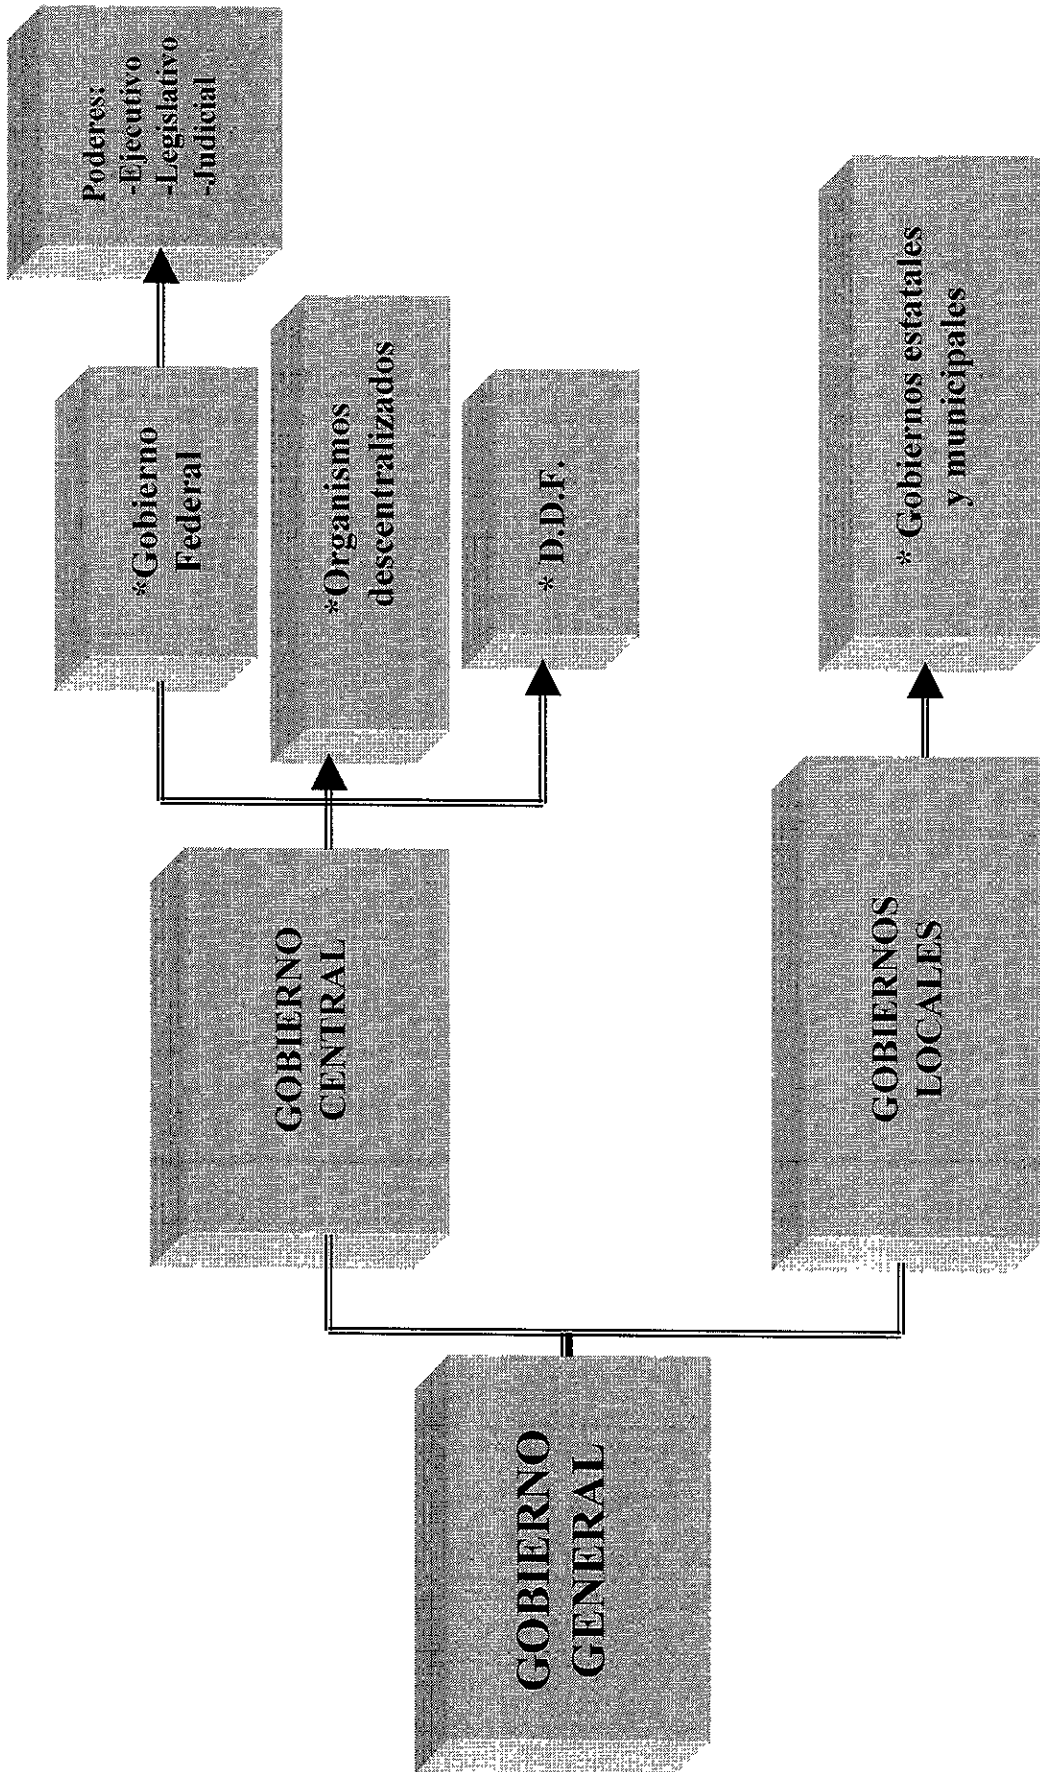 GOBIERNO
GENERAL
GOBIERNO
CENTRAL
*Gobierno
Federal
Poderes:
-Ejecutivo
-Legislativo
-Judicial
*Organismos
descentralizados
* D.D.F.
GOBIERNOS
LOCALES
* Gobiernos estatales
y municipales